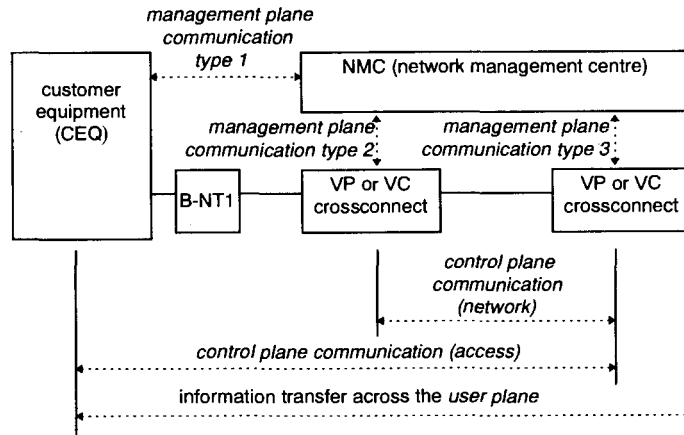 management plane
communication
type 1
customer
equipment
(CEQ)
NMC (network management centre)
management plane
communication type 2
management plane
communication type 3
B-NT1
VP or VC
crossconnect
VP or VC
crossconnect
control plane
communication
(network)
control plane communication (access)
information transfer across the user plane